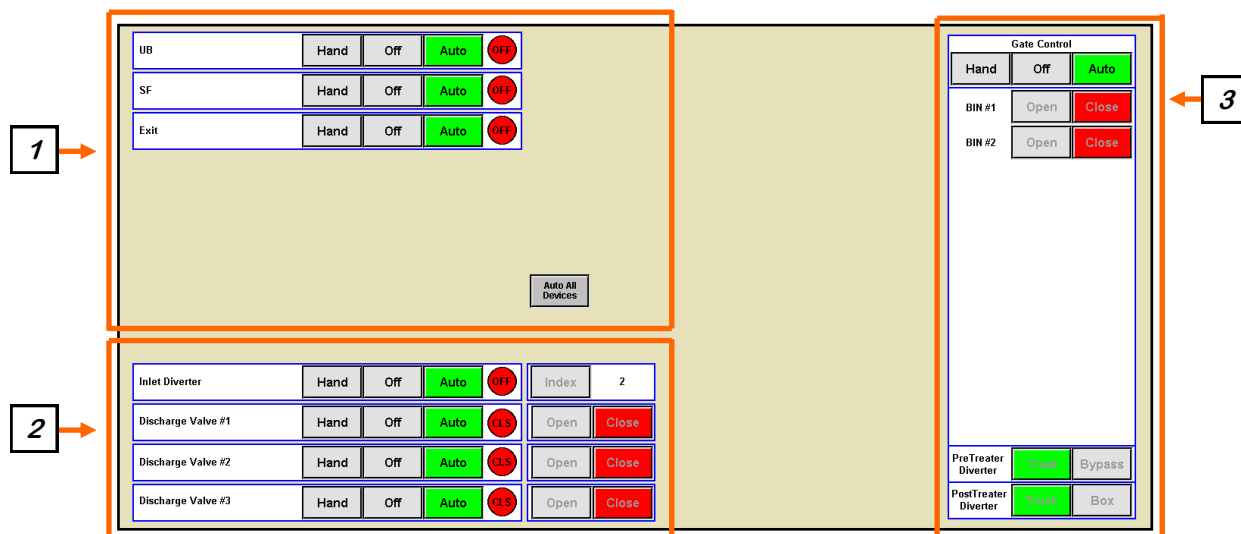 UB Hand Off Auto OFF
SF Hand Off Auto OFF
Exit Hand Off Auto OFF
Auto All
Devices
1
Inlet Diverter Hand Off Auto OFF Index 2
Discharge Valve #1 Hand Off Auto CLS Open Close
Discharge Valve #2 Hand Off Auto CLS Open Close
Discharge Valve #3 Hand Off Auto CLS Open Close
2
Gate Control
Hand Off Auto
BIN #1 Open Close
BIN #2 Open Close
PreTreater
Diverter Treat Bypass
PostTreater
Diverter Truck Box
3